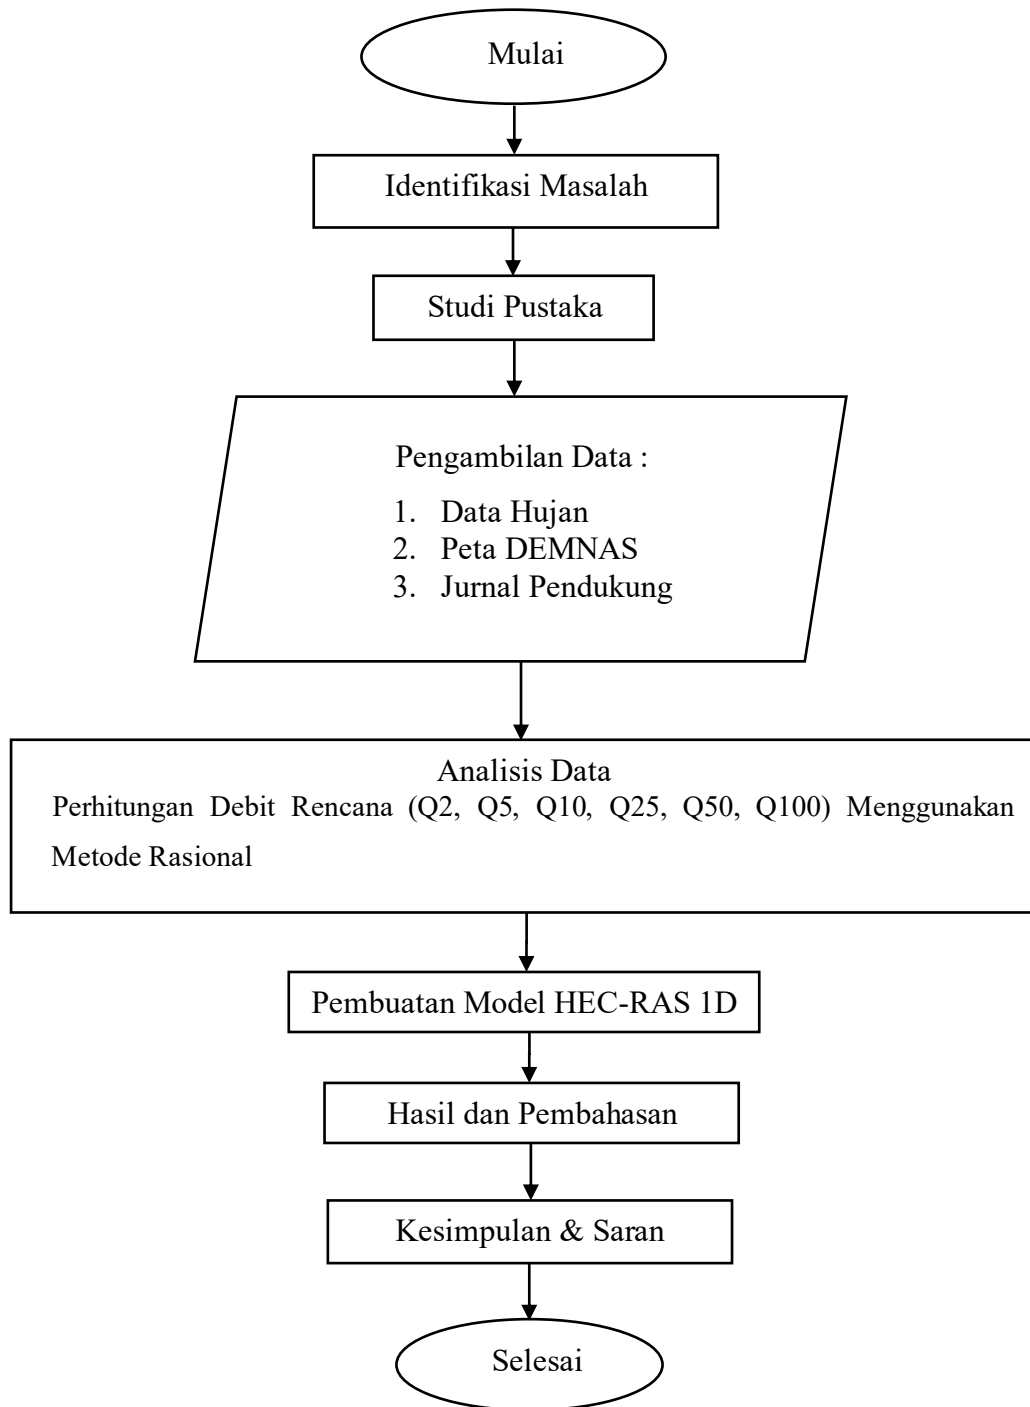 Mulai
Identifikasi Masalah
Studi Pustaka
Pengambilan Data :
1. Data Hujan
2. Peta DEMNAS
3. Jurnal Pendukung
Analisis Data
Perhitungan Debit Rencana (Q2, Q5, Q10, Q25, Q50, Q100) Menggunakan
Metode Rasional
Pembuatan Model HEC-RAS 1D
Hasil dan Pembahasan
Kesimpulan & Saran
Selesai